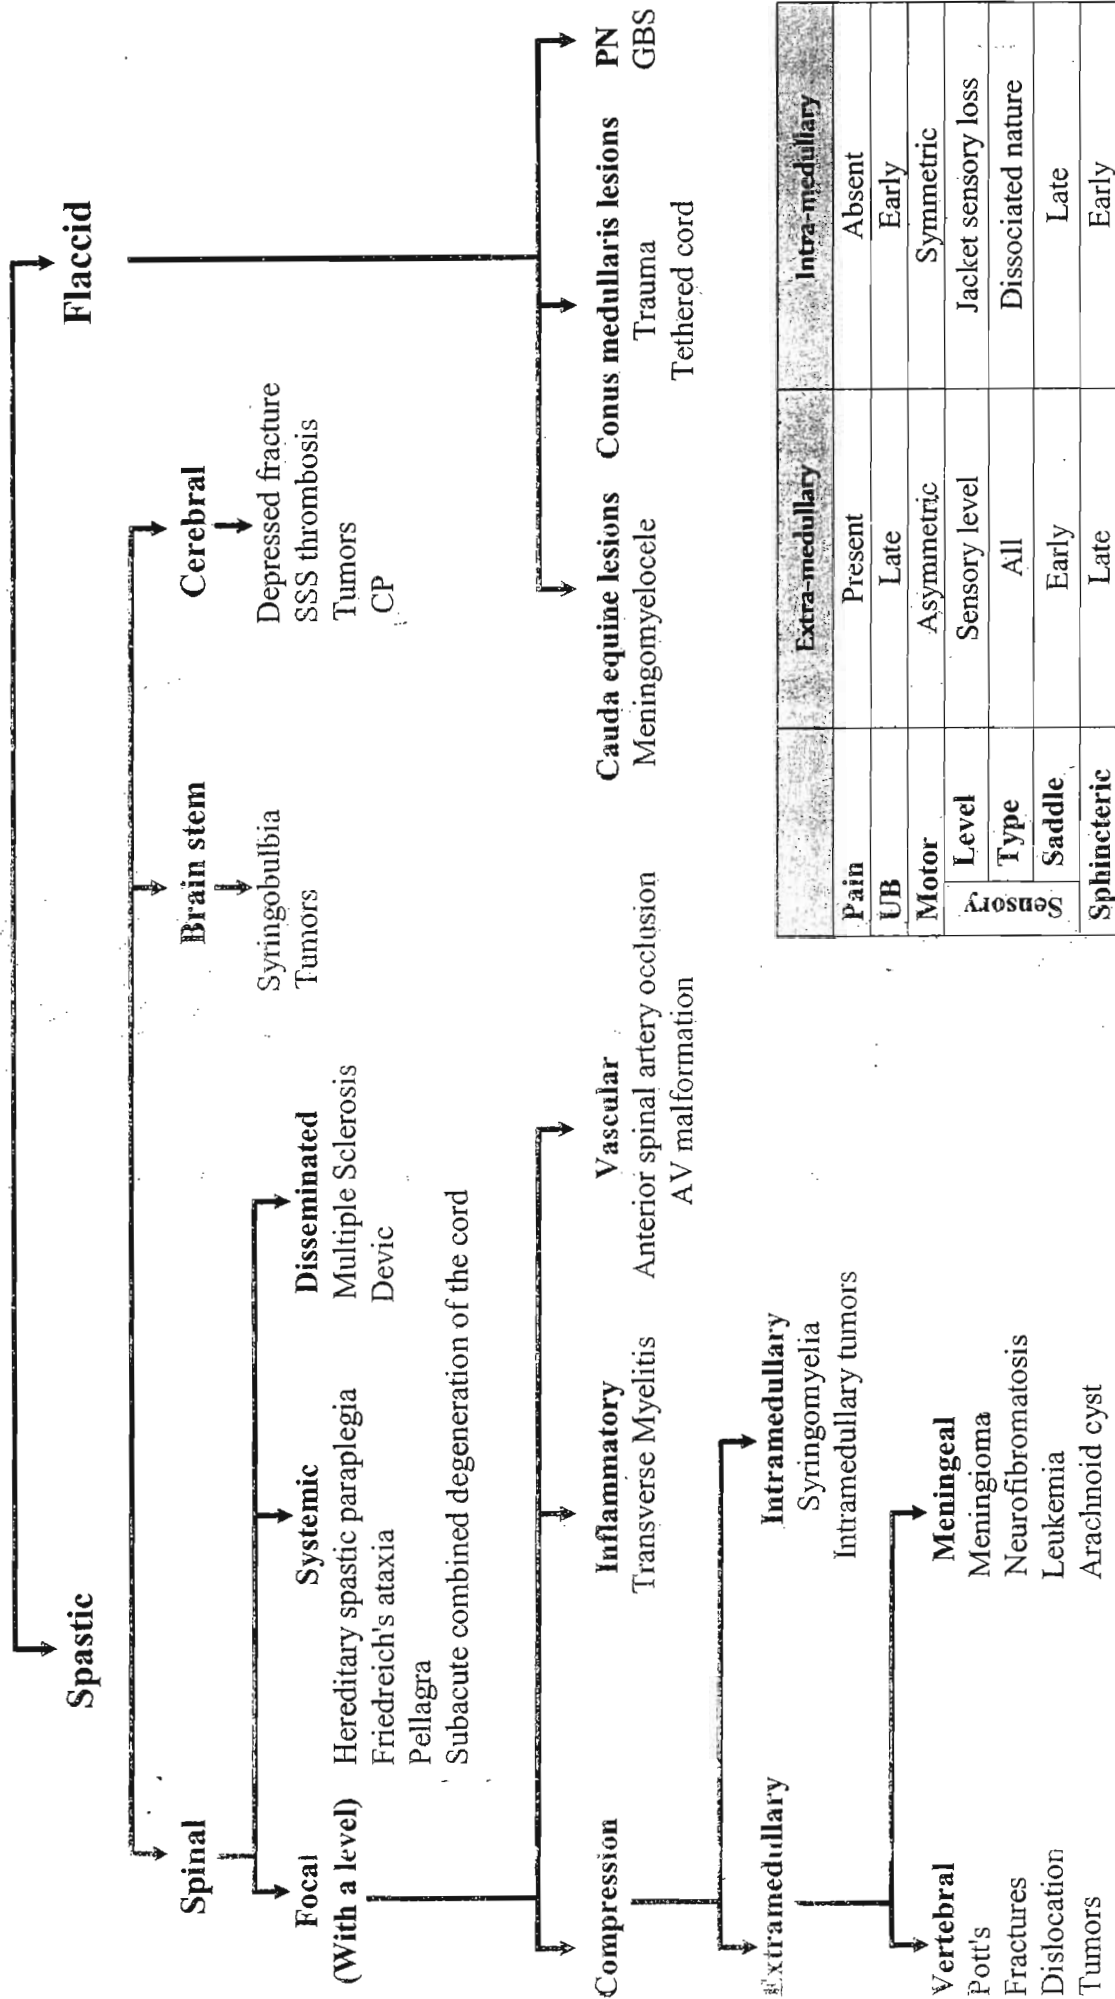 Spastic
Flaccid
Spinal
Brain stem
Cerebral
Focal
(With a level)
Systemic
Hereditary spastic paraplegia
Friedreich's ataxia
Pellagra
Subacute combined degeneration of the cord
Disseminated
Multiple Sclerosis
Devic
Syringobulbia
Tumors
Depressed fracture
SSS thrombosis
Tumors
CP
Compression
Inflammatory
Transverse Myelitis
Vascular
Anterior spinal artery occlusion
AV malformation
Cauda equine lesions
Meningomyelocele
Conus medullaris lesions
Trauma
Tethered cord
PN
GBS
Extramedullary
Intramedullary
Syringomyelia
Intramedullary tumors
Vertebral
Pott's
Fractures
Dislocation
Tumors
Meningeal
Meningioma
Neurofibromatosis
Leukemia
Arachnoid cyst
Extra-medullary Intra-medullary
Pain Present Absent
UB Late Early
Motor Asymmetric Symmetric
Sensory Level Sensory level Jacket sensory loss
Type All Dissociated nature
Saddle Early Late
Sphincteric Late Early